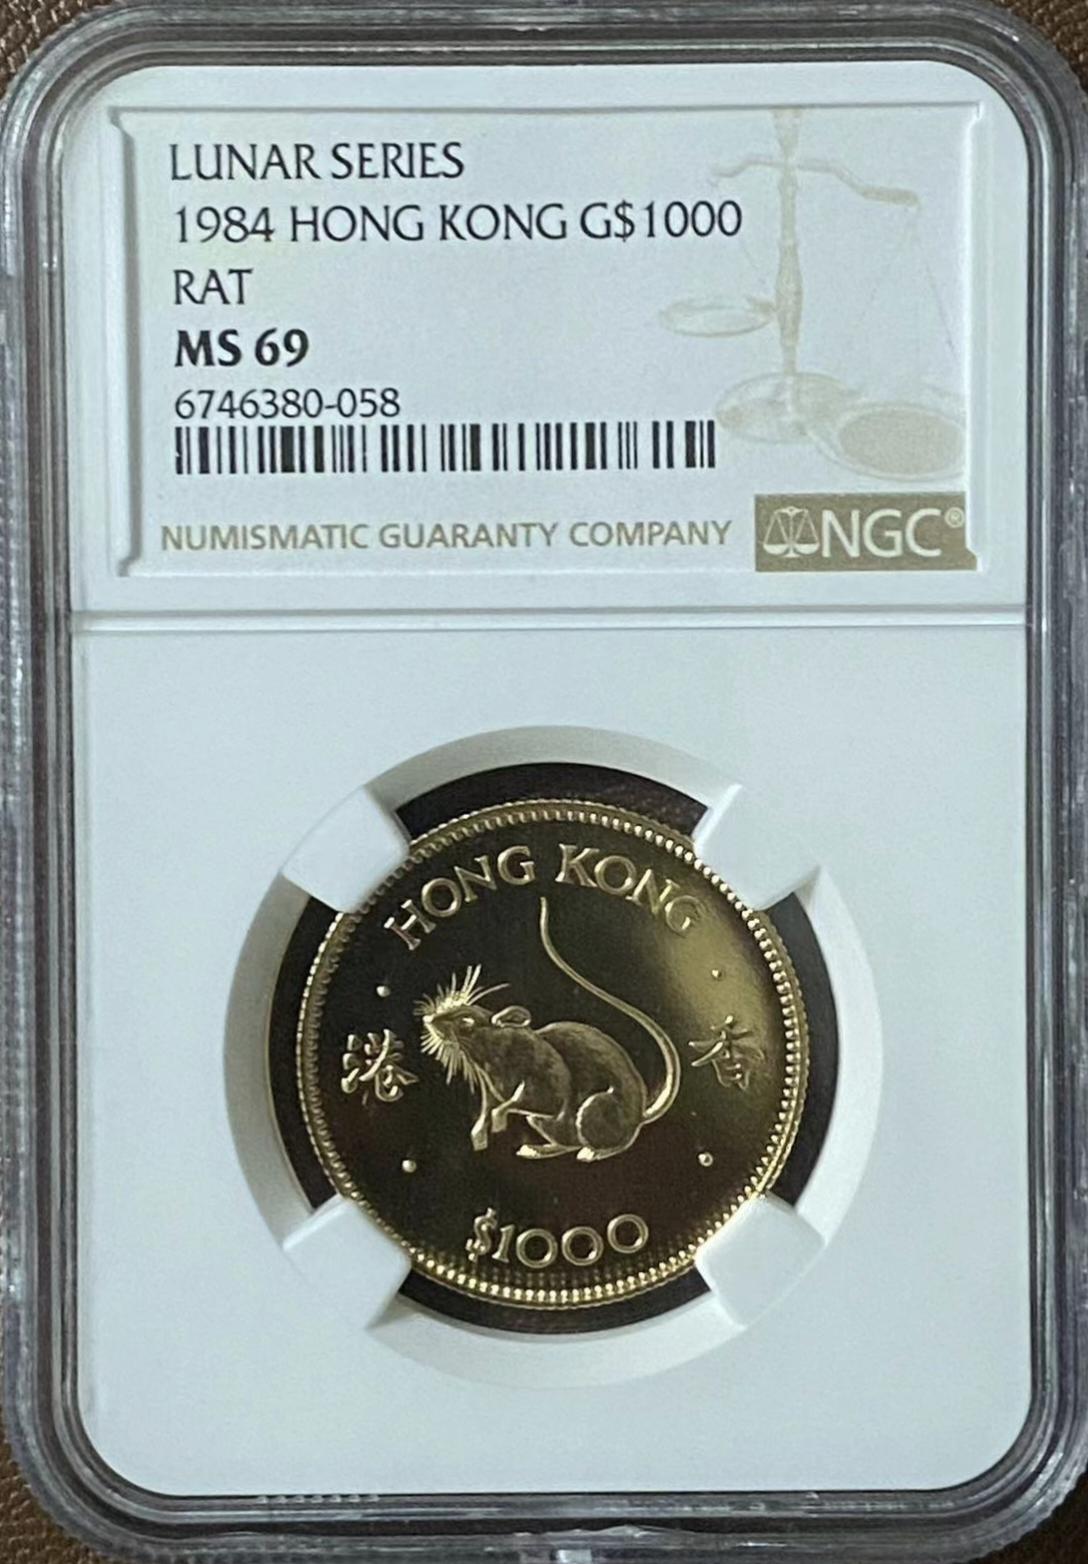 LUNAR SERIES
1984 HONG KONG G$1000
RAT
MS 69
6746380-058
NUMISMATIC GUARANTY COMPANY
NGC®
HONG KONG
港 香
$1000